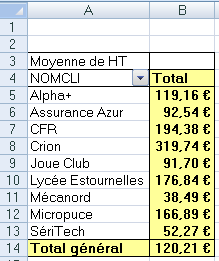 A B
1
2
3 Moyenne de HT
4 NOMCLI Total
5 Alpha+ 119,16 €
6 Assurance Azur 92,54 €
7 CFR 194,38 €
8 Crion 319,74 €
9 Joue Club 91,70 €
10 Lycée Estournelles 176,84 €
11 Mécanord 38,49 €
12 Micropuce 166,89 €
13 SériTech 52,27 €
14 Total général 120,21 €